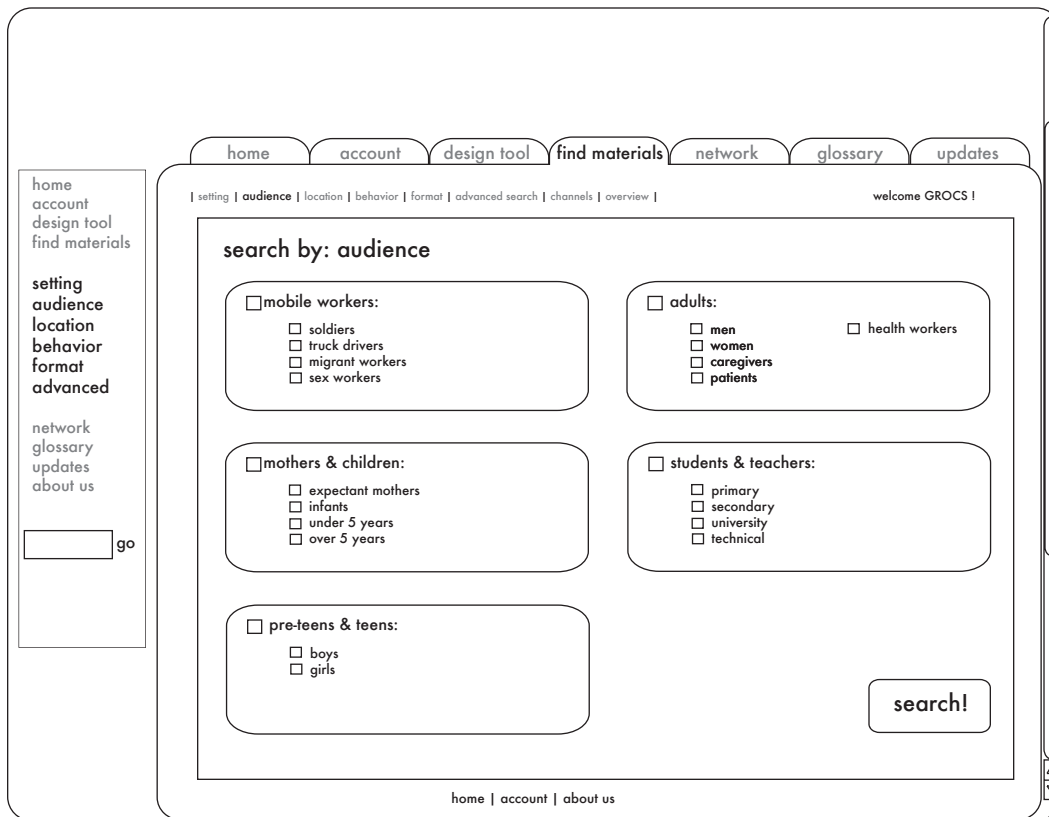 home account design tool find materials network glossary updates
home
account
design tool
find materials
setting
audience
location
behavior
format
advanced
network
glossary
updates
about us
go
| setting | audience | location | behavior | format | advanced search | channels | overview |
welcome GROCS !
search by: audience
mobile workers:
soldiers
truck drivers
migrant workers
sex workers
adults:
men
women
caregivers
patients
health workers
mothers & children:
expectant mothers
infants
under 5 years
over 5 years
students & teachers:
primary
secondary
university
technical
pre-teens & teens:
boys
girls
search!
home | account | about us